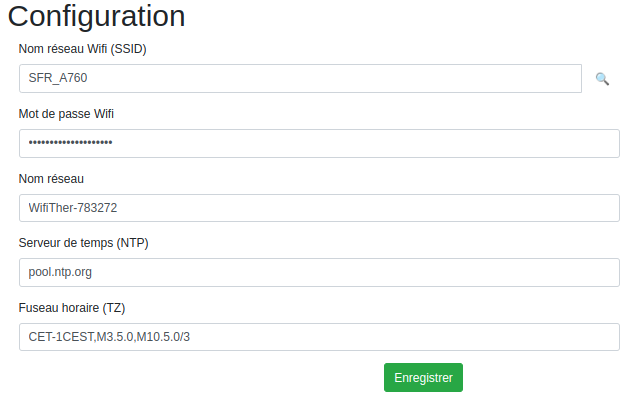 Configuration
Nom réseau Wifi (SSID)
SFR_A760
Mot de passe Wifi
••••••••••••••••••••
Nom réseau
WifiTher-783272
Serveur de temps (NTP)
pool.ntp.org
Fuseau horaire (TZ)
CET-1CEST,M3.5.0,M10.5.0/3
Enregistrer